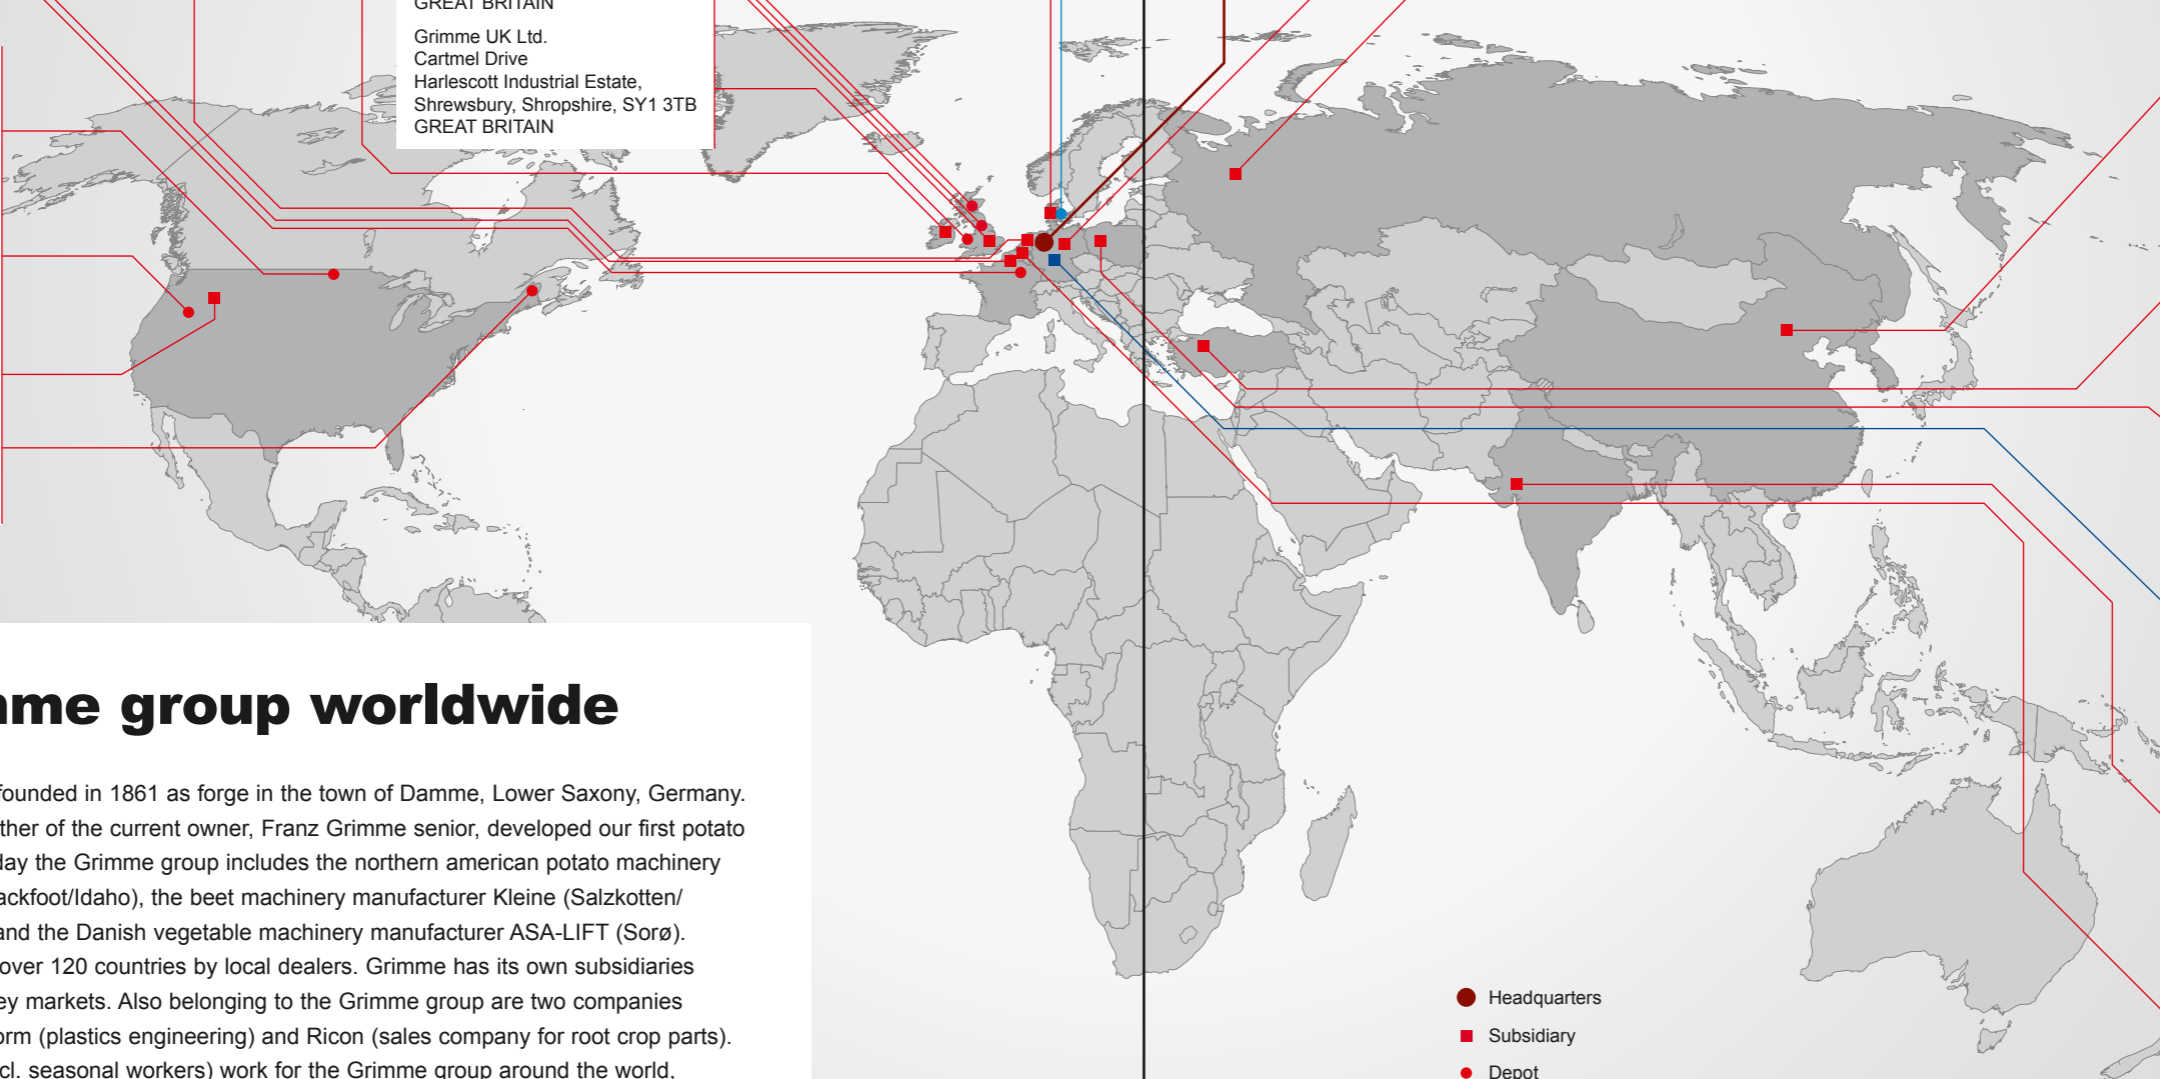 GREAT BRITAIN
Grimme UK Ltd.
Cartmel Drive
Harlescott Industrial Estate,
Shrewsbury, Shropshire, SY1 3TB
GREAT BRITAIN
mme group worldwide
founded in 1861 as forge in the town of Damme, Lower Saxony, Germany.
ther of the current owner, Franz Grimme senior, developed our first potato
day the Grimme group includes the northern american potato machinery
ackfoot/Idaho), the beet machinery manufacturer Kleine (Salzkotten/
and the Danish vegetable machinery manufacturer ASA-LIFT (Sorø).
over 120 countries by local dealers. Grimme has its own subsidiaries
ey markets. Also belonging to the Grimme group are two companies
orm (plastics engineering) and Ricon (sales company for root crop parts).
cl. seasonal workers) work for the Grimme group around the world,
Headquarters
Subsidiary
Depot